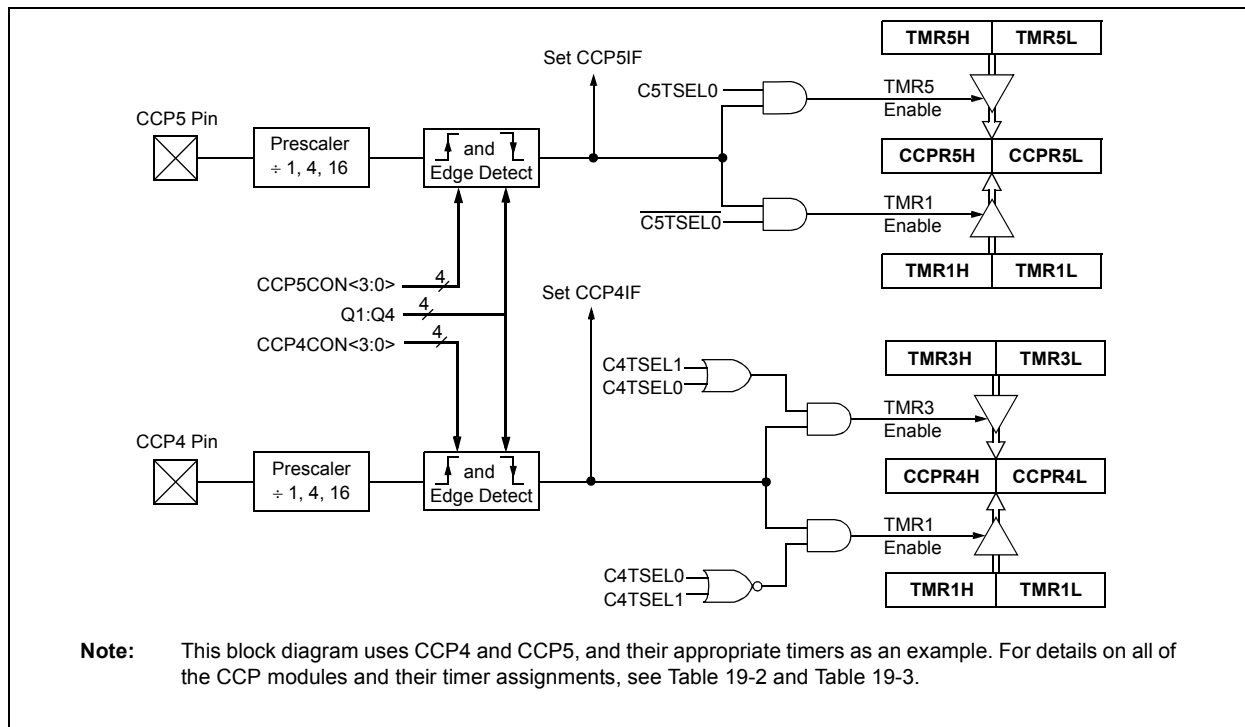 TMR5H TMR5L
Set CCP5IF
C5TSEL0
TMR5
Enable
CCP5 Pin
Prescaler
÷ 1, 4, 16
and
Edge Detect
CCPR5H CCPR5L
TMR1
Enable
C5TSEL0
TMR1H TMR1L
CCP5CON<3:0>
4
Q1:Q4
4
CCP4CON<3:0>
4
Set CCP4IF
TMR3H TMR3L
C4TSEL1
C4TSEL0
TMR3
Enable
CCP4 Pin
Prescaler
÷ 1, 4, 16
and
Edge Detect
CCPR4H CCPR4L
TMR1
Enable
C4TSEL0
C4TSEL1
TMR1H TMR1L
Note: This block diagram uses CCP4 and CCP5, and their appropriate timers as an example. For details on all of
the CCP modules and their timer assignments, see Table 19-2 and Table 19-3.